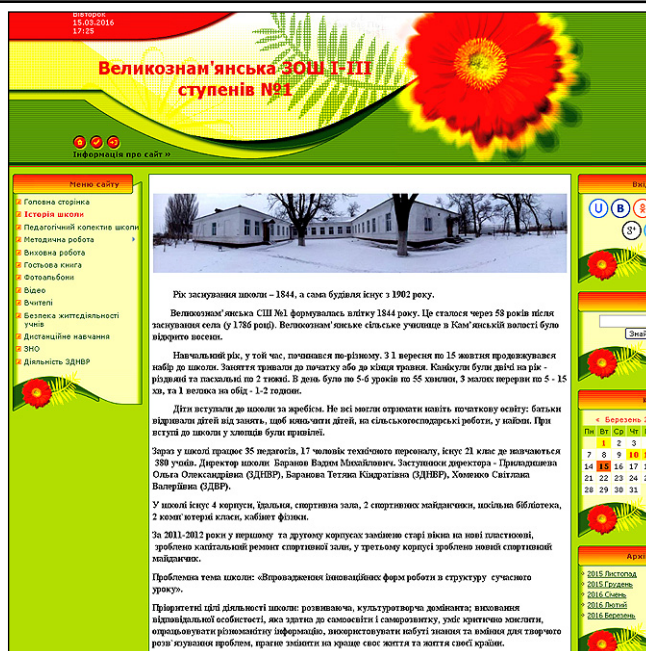 Вівторок
15.03.2016
17:25
Великознам'янська ЗОШ І-ІІІ
ступенів №1
Інформація про сайт »
Меню сайту
Головна сторінка
Історія школи
Педагогічний колектив школи
Методична робота
Виховна робота
Гостьова книга
Фотоальбоми
Відео
Вчителі
Безпека життєдіяльності
учнів
Дистанційне навчання
ЗНО
Діяльність ЗДНВР
Рік заснування школи – 1844, а сама будівля існує з 1902 року.
Великознам'янська СШ №1 формувалась влітку 1844 року. Це сталося через 58 років після
заснування села (у 1786 році). Великознам'янське сільське училище в Кам'янській волості було
відкрито восени.
Навчальний рік, у той час, починався по-різному. З 1 вересня по 15 жовтня продовжувався
набір до школи. Заняття тривали до початку або до кінця травня. Канікули були двічі на рік -
різдвяні та пасхальні по 2 тижні. В день було по 5-6 уроків по 55 хвилин, 3 малих перерви по 5 - 15
хв, та 1 велика на обід - 1-2 години.
Діти вступали до школи за жребієм. Не всі могли отримати навіть початкову освіту: батьки
відривали дітей від занять, щоб няньчити дітей, на сільськогосподарські роботи, у найми. При
вступі до школи у хлопців були привілеї.
Зараз у школі працює 35 педагогів, 17 чоловік технічного персоналу, існує 21 клас де навчаються
380 учнів. Директор школи Баранов Вадим Михайлович. Заступники директора - Приладишева
Ольга Олександрівна (ЗДНВР), Баранова Тетяна Кіндратівна (ЗДНВР), Хоменко Світлана
Валеріївна (ЗДВР).
У школі існує 4 корпуси, їдальня, спортивна зала, 2 спортивних майданчики, шкільна бібліотека,
2 комп'ютерні класи, кабінет фізики.
За 2011-2012 роки у першому та другому корпусах замінено старі вікна на нові пластикові,
зроблено капітальний ремонт спортивної зали, у третьому корпусі зроблено новий спортивний
майданчик.
Проблемна тема школи: «Впровадження інноваційних форм роботи в структуру сучасного
уроку».
Пріоритетні цілі діяльності школи: розвиваюча, культуротворча домінанта; виховання
відповідальної особистості, яка здатна до самоосвіти і саморозвитку, уміє критично мислити,
опрацьовувати різноманітну інформацію, використовувати набуті знання та вміння для творчого
розв'язування проблем, прагне змінити на краще своє життя та життя своєї країни.
Вхі
U B
g+
Знай
« Березень 2
Пн Вт Ср Чт
1 2 3
7 8 9 10 1
14 15 16 17 1
21 22 23 24 2
28 29 30 31
Архі
2015 Листопад
2015 Грудень
2016 Січень
2016 Лютий
2016 Березень